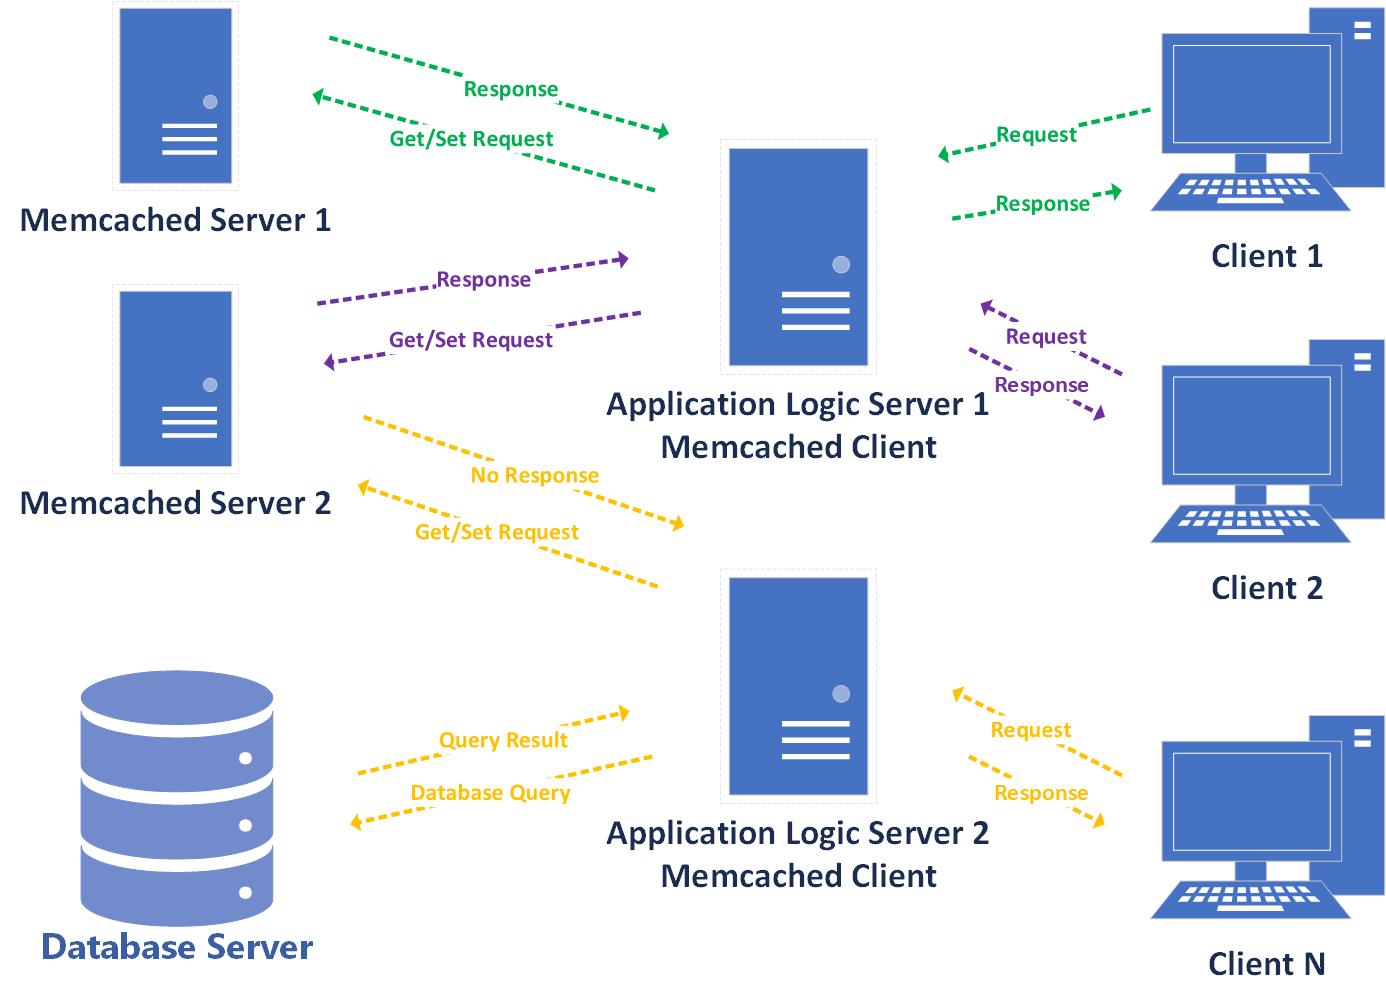 Response
Get/Set Request
Memcached Server 1
Request
Response
Client 1
Response
Get/Set Request
Memcached Server 2
Application Logic Server 1
Memcached Client
Request
Response
Client 2
No Response
Get/Set Request
Query Result
Database Query
Database Server
Application Logic Server 2
Memcached Client
Request
Response
Client N